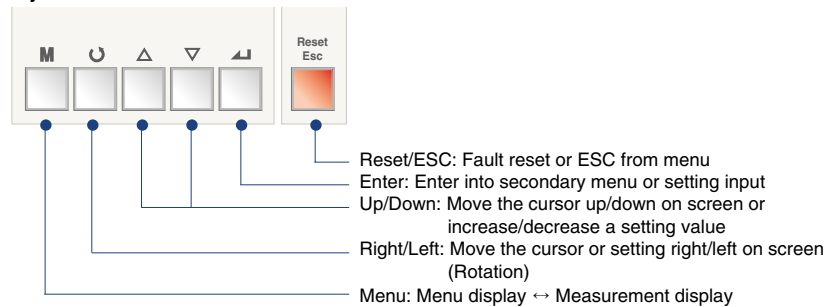 M
Reset
Esc
Reset/ESC: Fault reset or ESC from menu
Enter: Enter into secondary menu or setting input
Up/Down: Move the cursor up/down on screen or
increase/decrease a setting value
Right/Left: Move the cursor or setting right/left on screen
(Rotation)
Menu: Menu display ↔ Measurement display